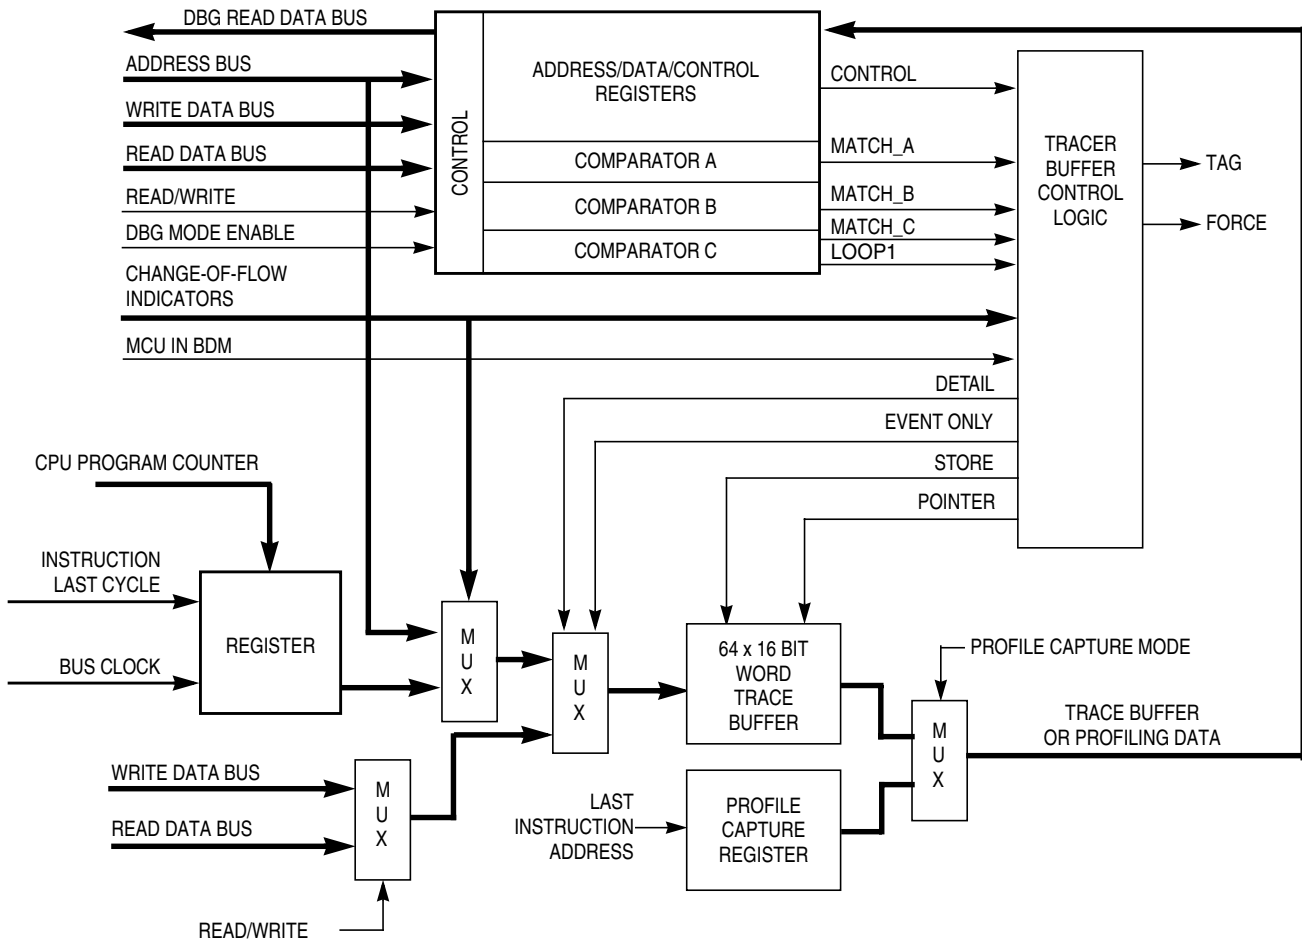 DBG READ DATA BUS
ADDRESS BUS
WRITE DATA BUS
READ DATA BUS
READ/WRITE
DBG MODE ENABLE
CHANGE-OF-FLOW
INDICATORS
MCU IN BDM
CONTROL
ADDRESS/DATA/CONTROL
REGISTERS
COMPARATOR A
COMPARATOR B
COMPARATOR C
CONTROL
MATCH_A
MATCH_B
MATCH_C
LOOP1
TRACER
BUFFER
CONTROL
LOGIC
TAG
FORCE
DETAIL
EVENT ONLY
STORE
POINTER
CPU PROGRAM COUNTER
INSTRUCTION
LAST CYCLE
BUS CLOCK
REGISTER
M
U
X
M
U
X
64 x 16 BIT
WORD
TRACE
BUFFER
PROFILE CAPTURE MODE
M
U
X
TRACE BUFFER
OR PROFILING DATA
WRITE DATA BUS
READ DATA BUS
M
U
X
READ/WRITE
LAST
INSTRUCTION
ADDRESS
PROFILE
CAPTURE
REGISTER